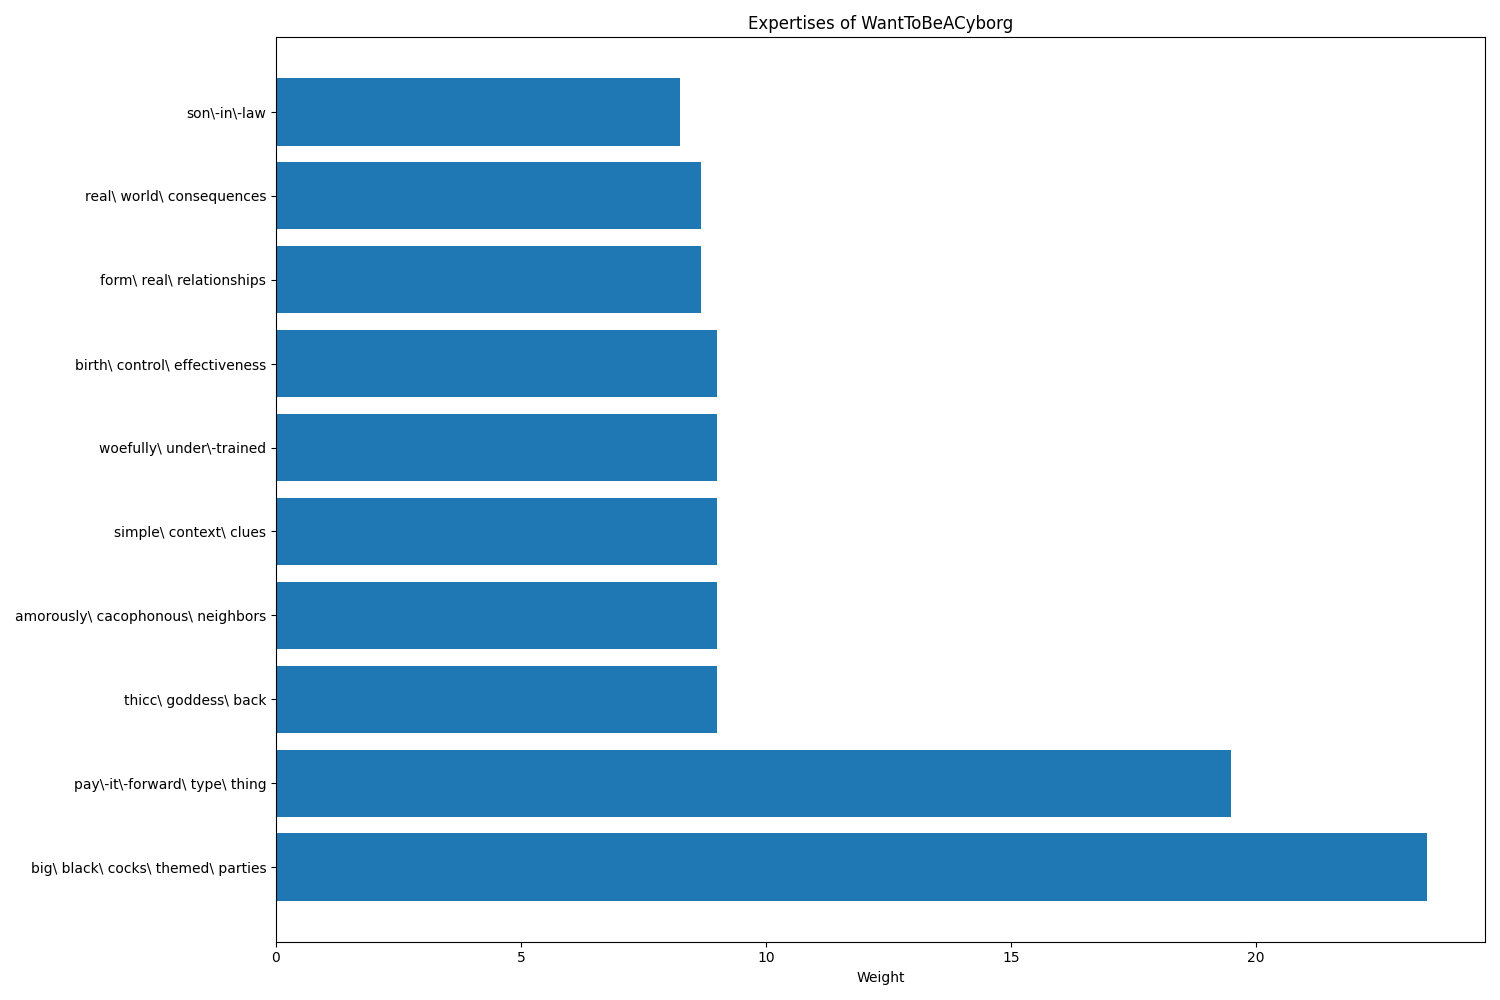 Expertises of WantToBeACyborg
son\-in\-law
real\ world\ consequences
form\ real\ relationships
birth\ control\ effectiveness
woefully\ under\-trained
simple\ context\ clues
amorously\ cacophonous\ neighbors
thicc\ goddess\ back
pay\-it\-forward\ type\ thing
big\ black\ cocks\ themed\ parties
0 5 10 15 20
Weight